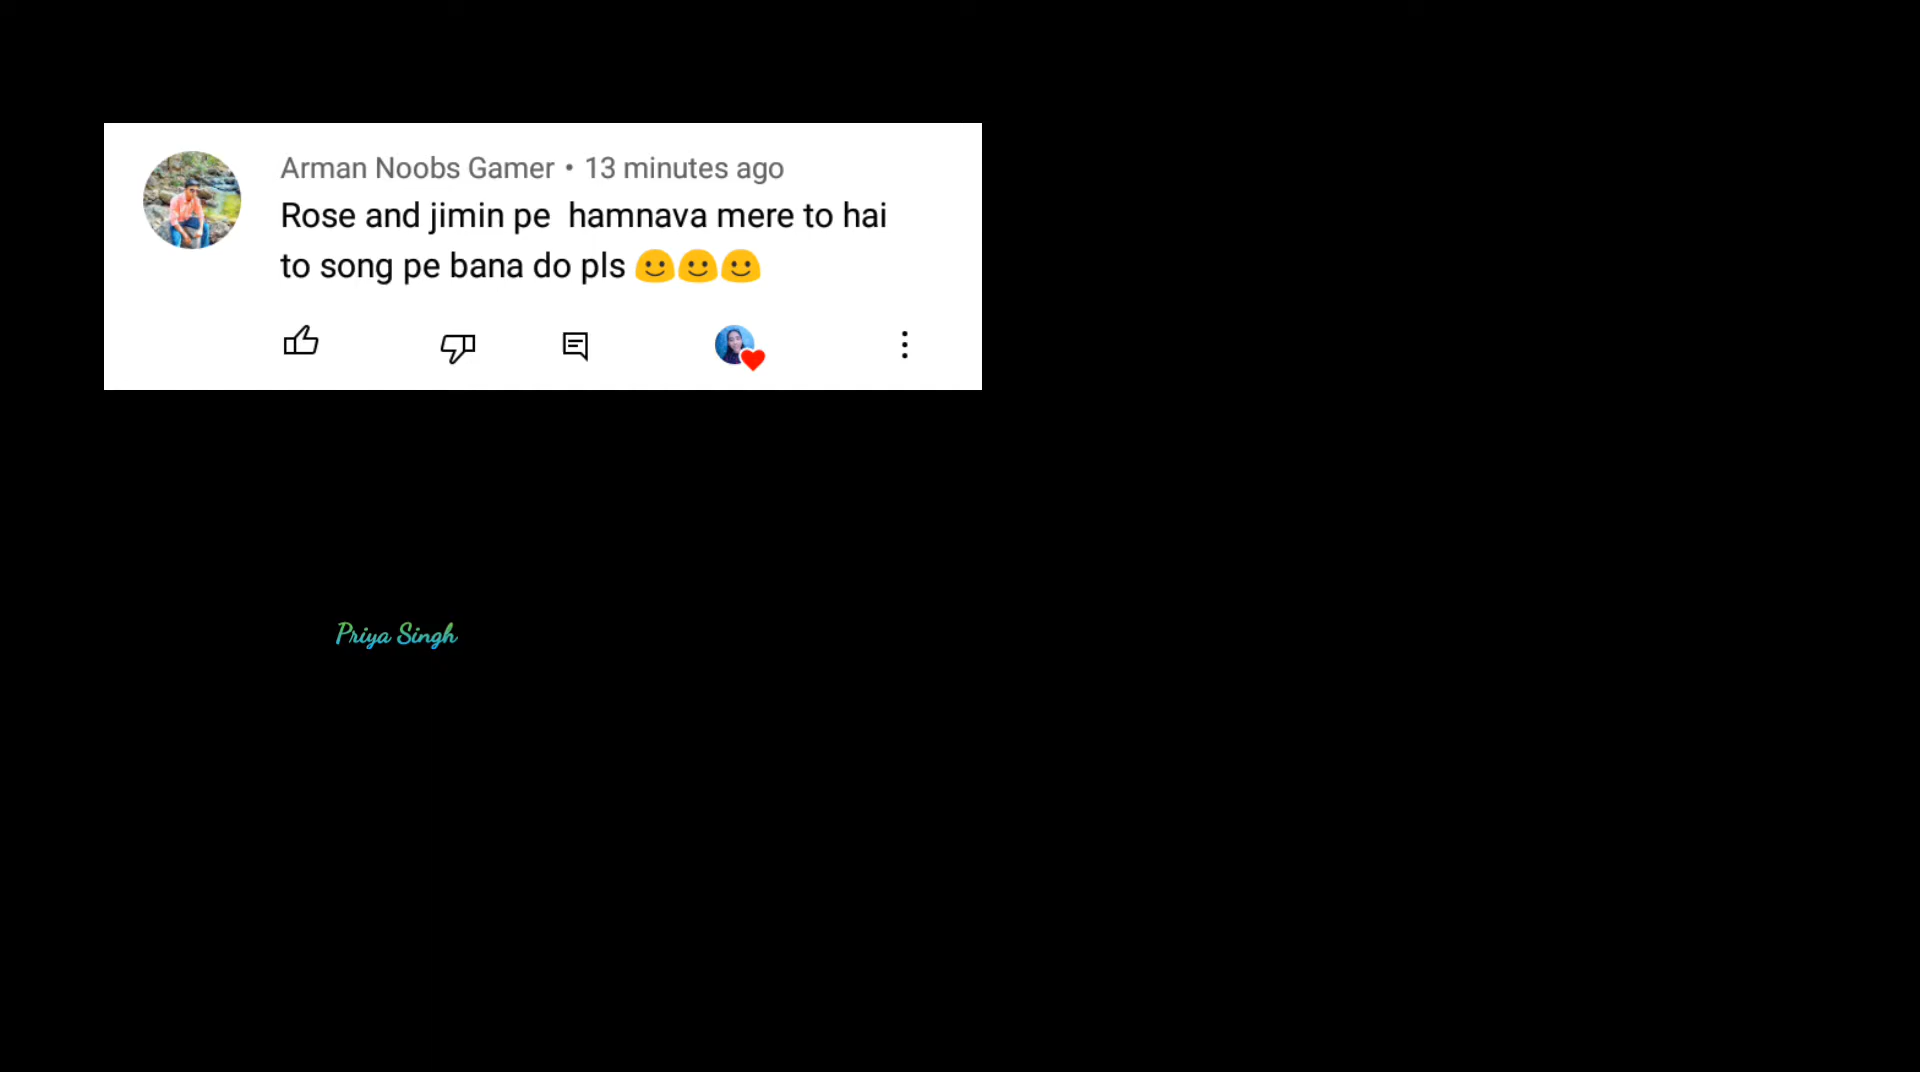 Arman Noobs Gamer • 13 minutes ago
Rose and jimin pe hamnava mere to hai
to song pe bana do pls 🙂🙂🙂
Priya Singh